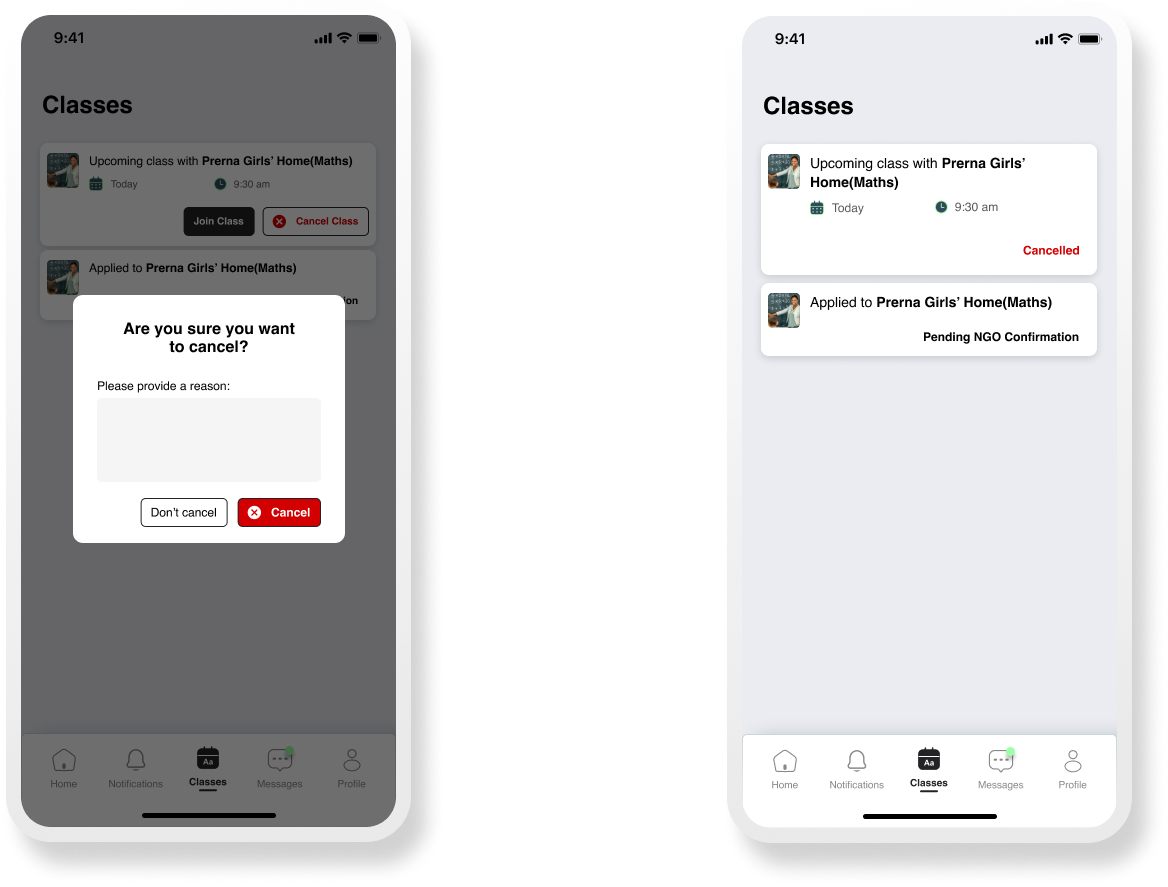 9:41
Classes
Upcoming class with Prerna Girls’ Home(Maths)
Today
9:30 am
Join Class
Cancel Class
Applied to Prerna Girls’ Home(Maths)
ion
Are you sure you want
to cancel?
Please provide a reason:
Don’t cancel
Cancel
Aa
Home
Notifications
Classes
Messages
Profile
9:41
Classes
Upcoming class with Prerna Girls’
Home(Maths)
Today
9:30 am
Cancelled
Applied to Prerna Girls’ Home(Maths)
Pending NGO Confirmation
Aa
Home
Notifications
Classes
Messages
Profile